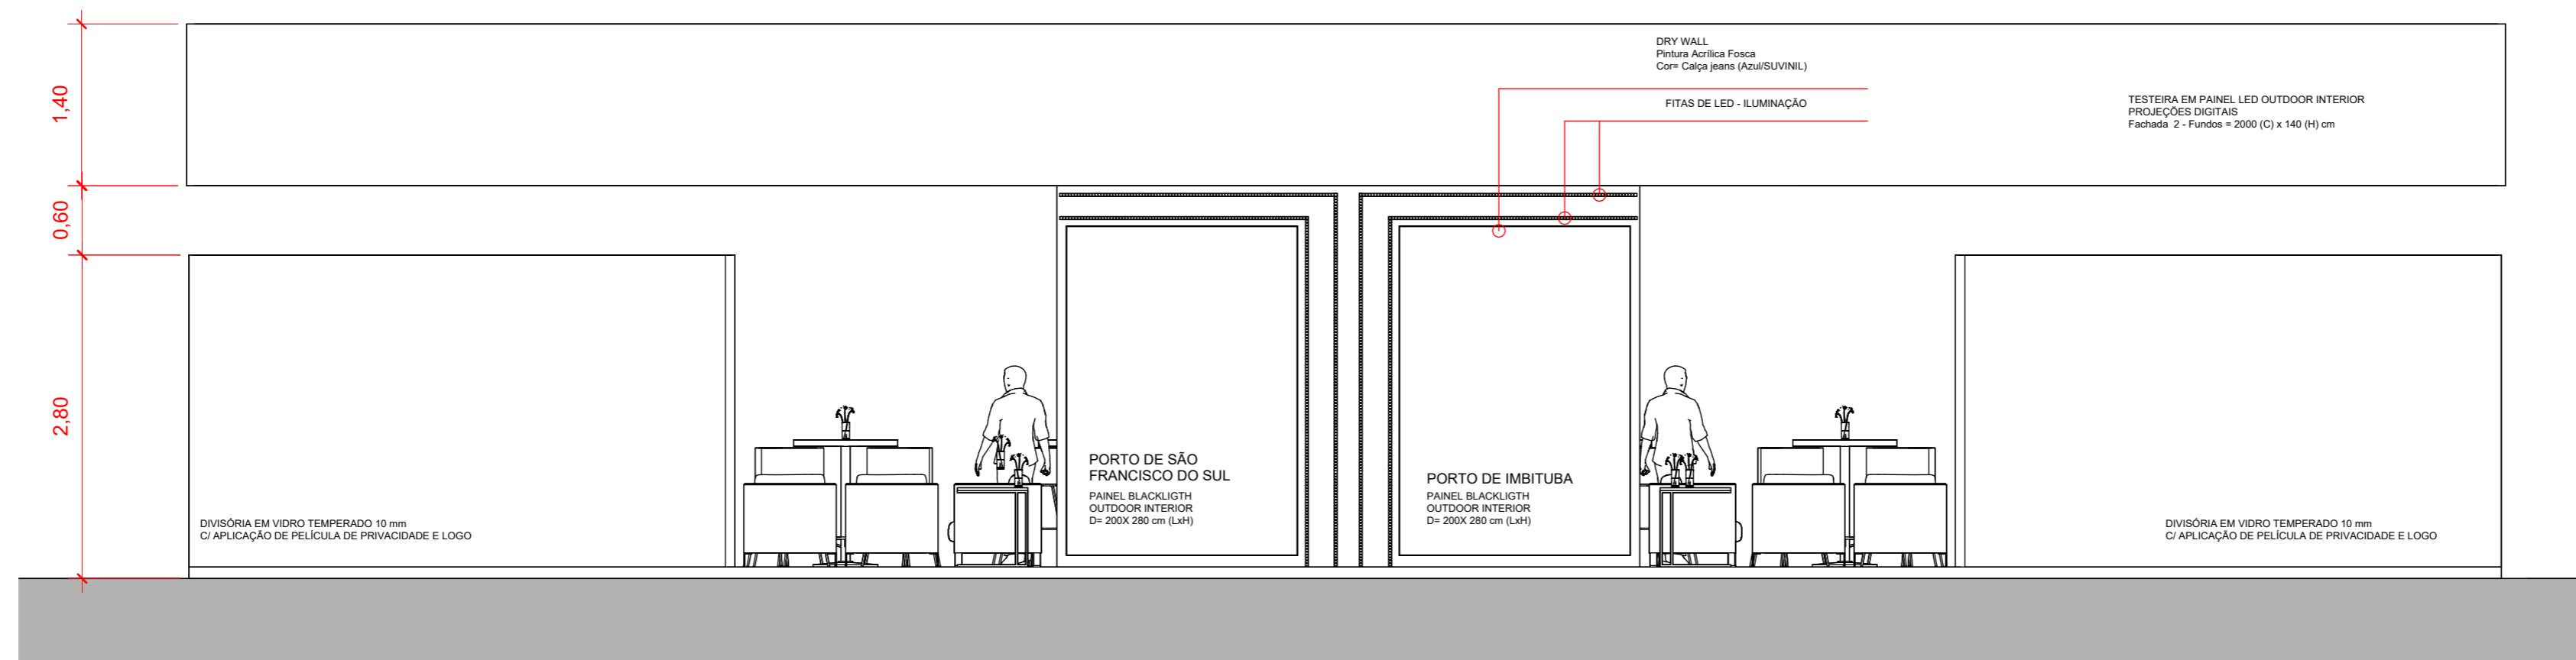 DRY WALL
Pintura Acrílica Fosca
Cor= Calça jeans (Azul/SUVINIL)
FITAS DE LED - ILUMINAÇÃO
TESTEIRA EM PAINEL LED OUTDOOR INTERIOR
PROJEÇÕES DIGITAIS
Fachada 2 - Fundos = 2000 (C) x 140 (H) cm
1,40
0,60
2,80
DIVISÓRIA EM VIDRO TEMPERADO 10 mm
C/ APLICAÇÃO DE PELÍCULA DE PRIVACIDADE E LOGO
PORTO DE SÃO
FRANCISCO DO SUL
PAINEL BLACKLIGTH
OUTDOOR INTERIOR
D= 200X 280 cm (LxH)
PORTO DE IMBITUBA
PAINEL BLACKLIGTH
OUTDOOR INTERIOR
D= 200X 280 cm (LxH)
DIVISÓRIA EM VIDRO TEMPERADO 10 mm
C/ APLICAÇÃO DE PELÍCULA DE PRIVACIDADE E LOGO